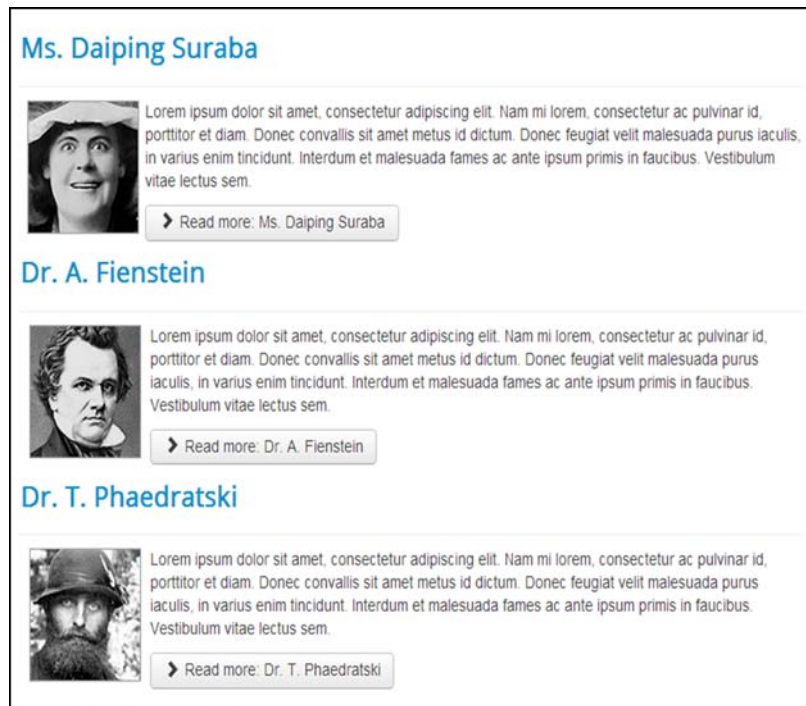 Ms. Daiping Suraba
Lorem ipsum dolor sit amet, consectetur adipiscing elit. Nam mi lorem, consectetur ac pulvinar id,
porttitor et diam. Donec convallis sit amet metus id dictum. Donec feugiat velit malesuada purus iaculis,
in varius enim tincidunt. Interdum et malesuada fames ac ante ipsum primis in faucibus. Vestibulum
vitae lectus sem.
Read more: Ms. Daiping Suraba
Dr. A. Fienstein
Lorem ipsum dolor sit amet, consectetur adipiscing elit. Nam mi lorem, consectetur ac pulvinar id,
porttitor et diam. Donec convallis sit amet metus id dictum. Donec feugiat velit malesuada purus
iaculis, in varius enim tincidunt. Interdum et malesuada fames ac ante ipsum primis in faucibus.
Vestibulum vitae lectus sem.
Read more: Dr. A. Fienstein
Dr. T. Phaedratski
Lorem ipsum dolor sit amet, consectetur adipiscing elit. Nam mi lorem, consectetur ac pulvinar id,
porttitor et diam. Donec convallis sit amet metus id dictum. Donec feugiat velit malesuada purus
iaculis, in varius enim tincidunt. Interdum et malesuada fames ac ante ipsum primis in faucibus.
Vestibulum vitae lectus sem.
Read more: Dr. T. Phaedratski